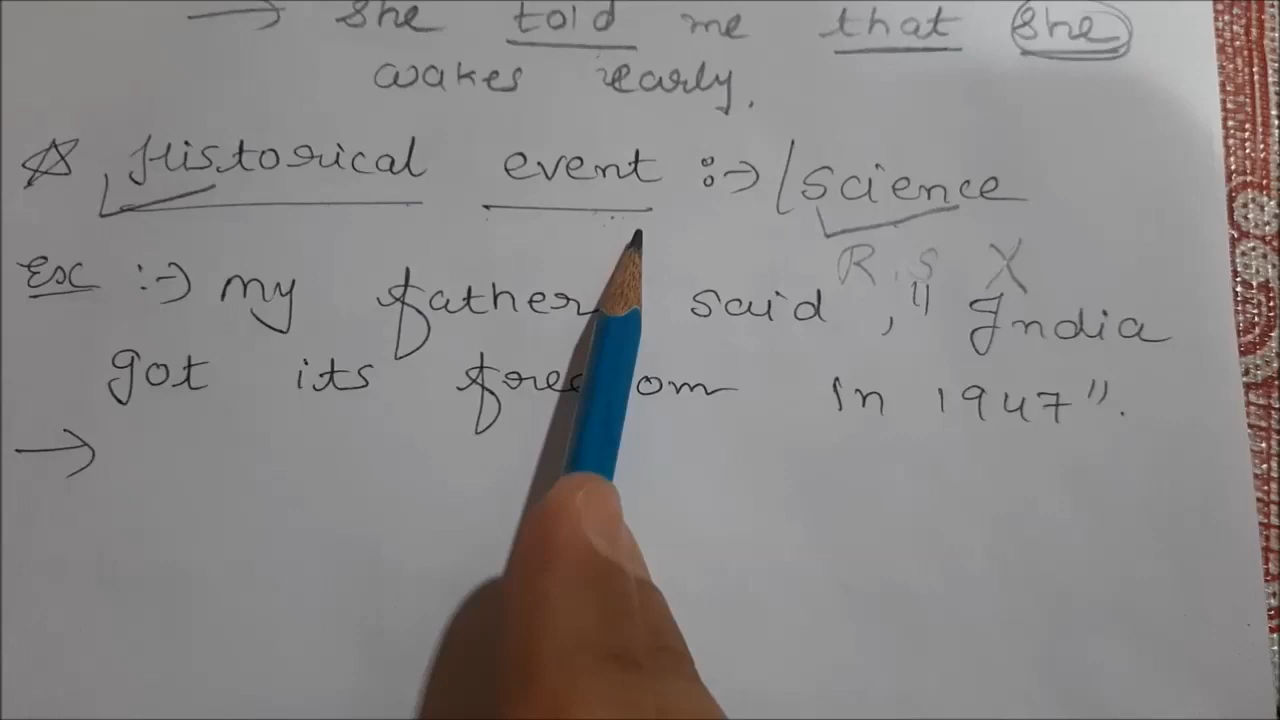 → She told me that she
wakes early.
☆ Historical event :→ / Science
R.S X
Ex :→ My father said ," India
got its freedom in 1947".
→